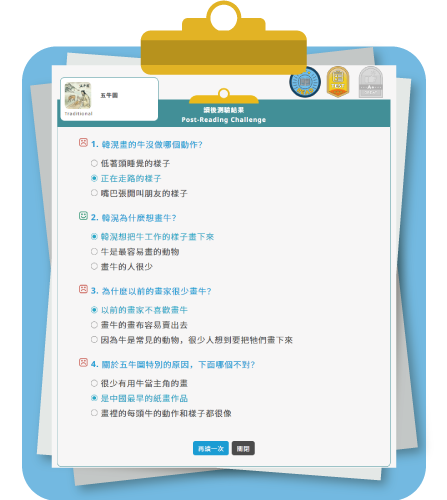 五牛圖
Traditional
讀後測驗結果
Post-Reading Challenge
1. 韓滉畫的牛沒做哪個動作?
低著頭睡覺的樣子
正在走路的樣子
嘴巴張開叫朋友的樣子
2. 韓滉為什麼想畫牛?
韓滉想把牛工作的樣子畫下來
牛是最容易畫的動物
畫牛的人很少
3. 為什麼以前的畫家很少畫牛?
以前的畫家不喜歡畫牛
畫牛的畫布容易賣出去
因為牛是常見的動物，很少人想到要把牠們畫下來
4. 關於五牛圖特別的原因，下面哪個不對?
很少有用牛當主角的畫
是中國最早的紙畫作品
畫裡的每頭牛的動作和樣子都很像
再讀一次 關閉